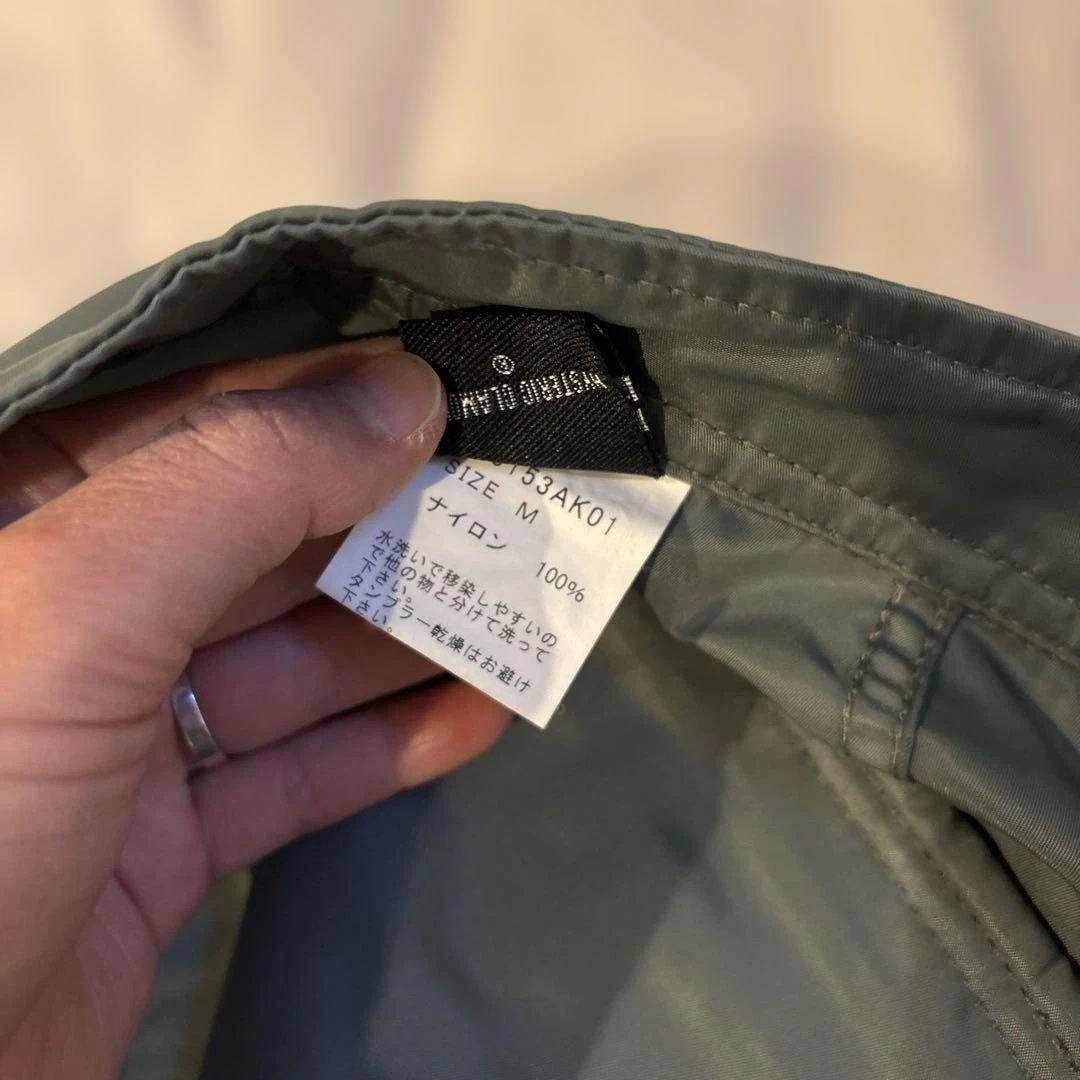 ®
153AK01
SIZE M
ナイロン 100%
水洗いで移染しやすいの
で他の物と分けて洗って
下さい。
タンブラー乾燥はお避け
下さい。